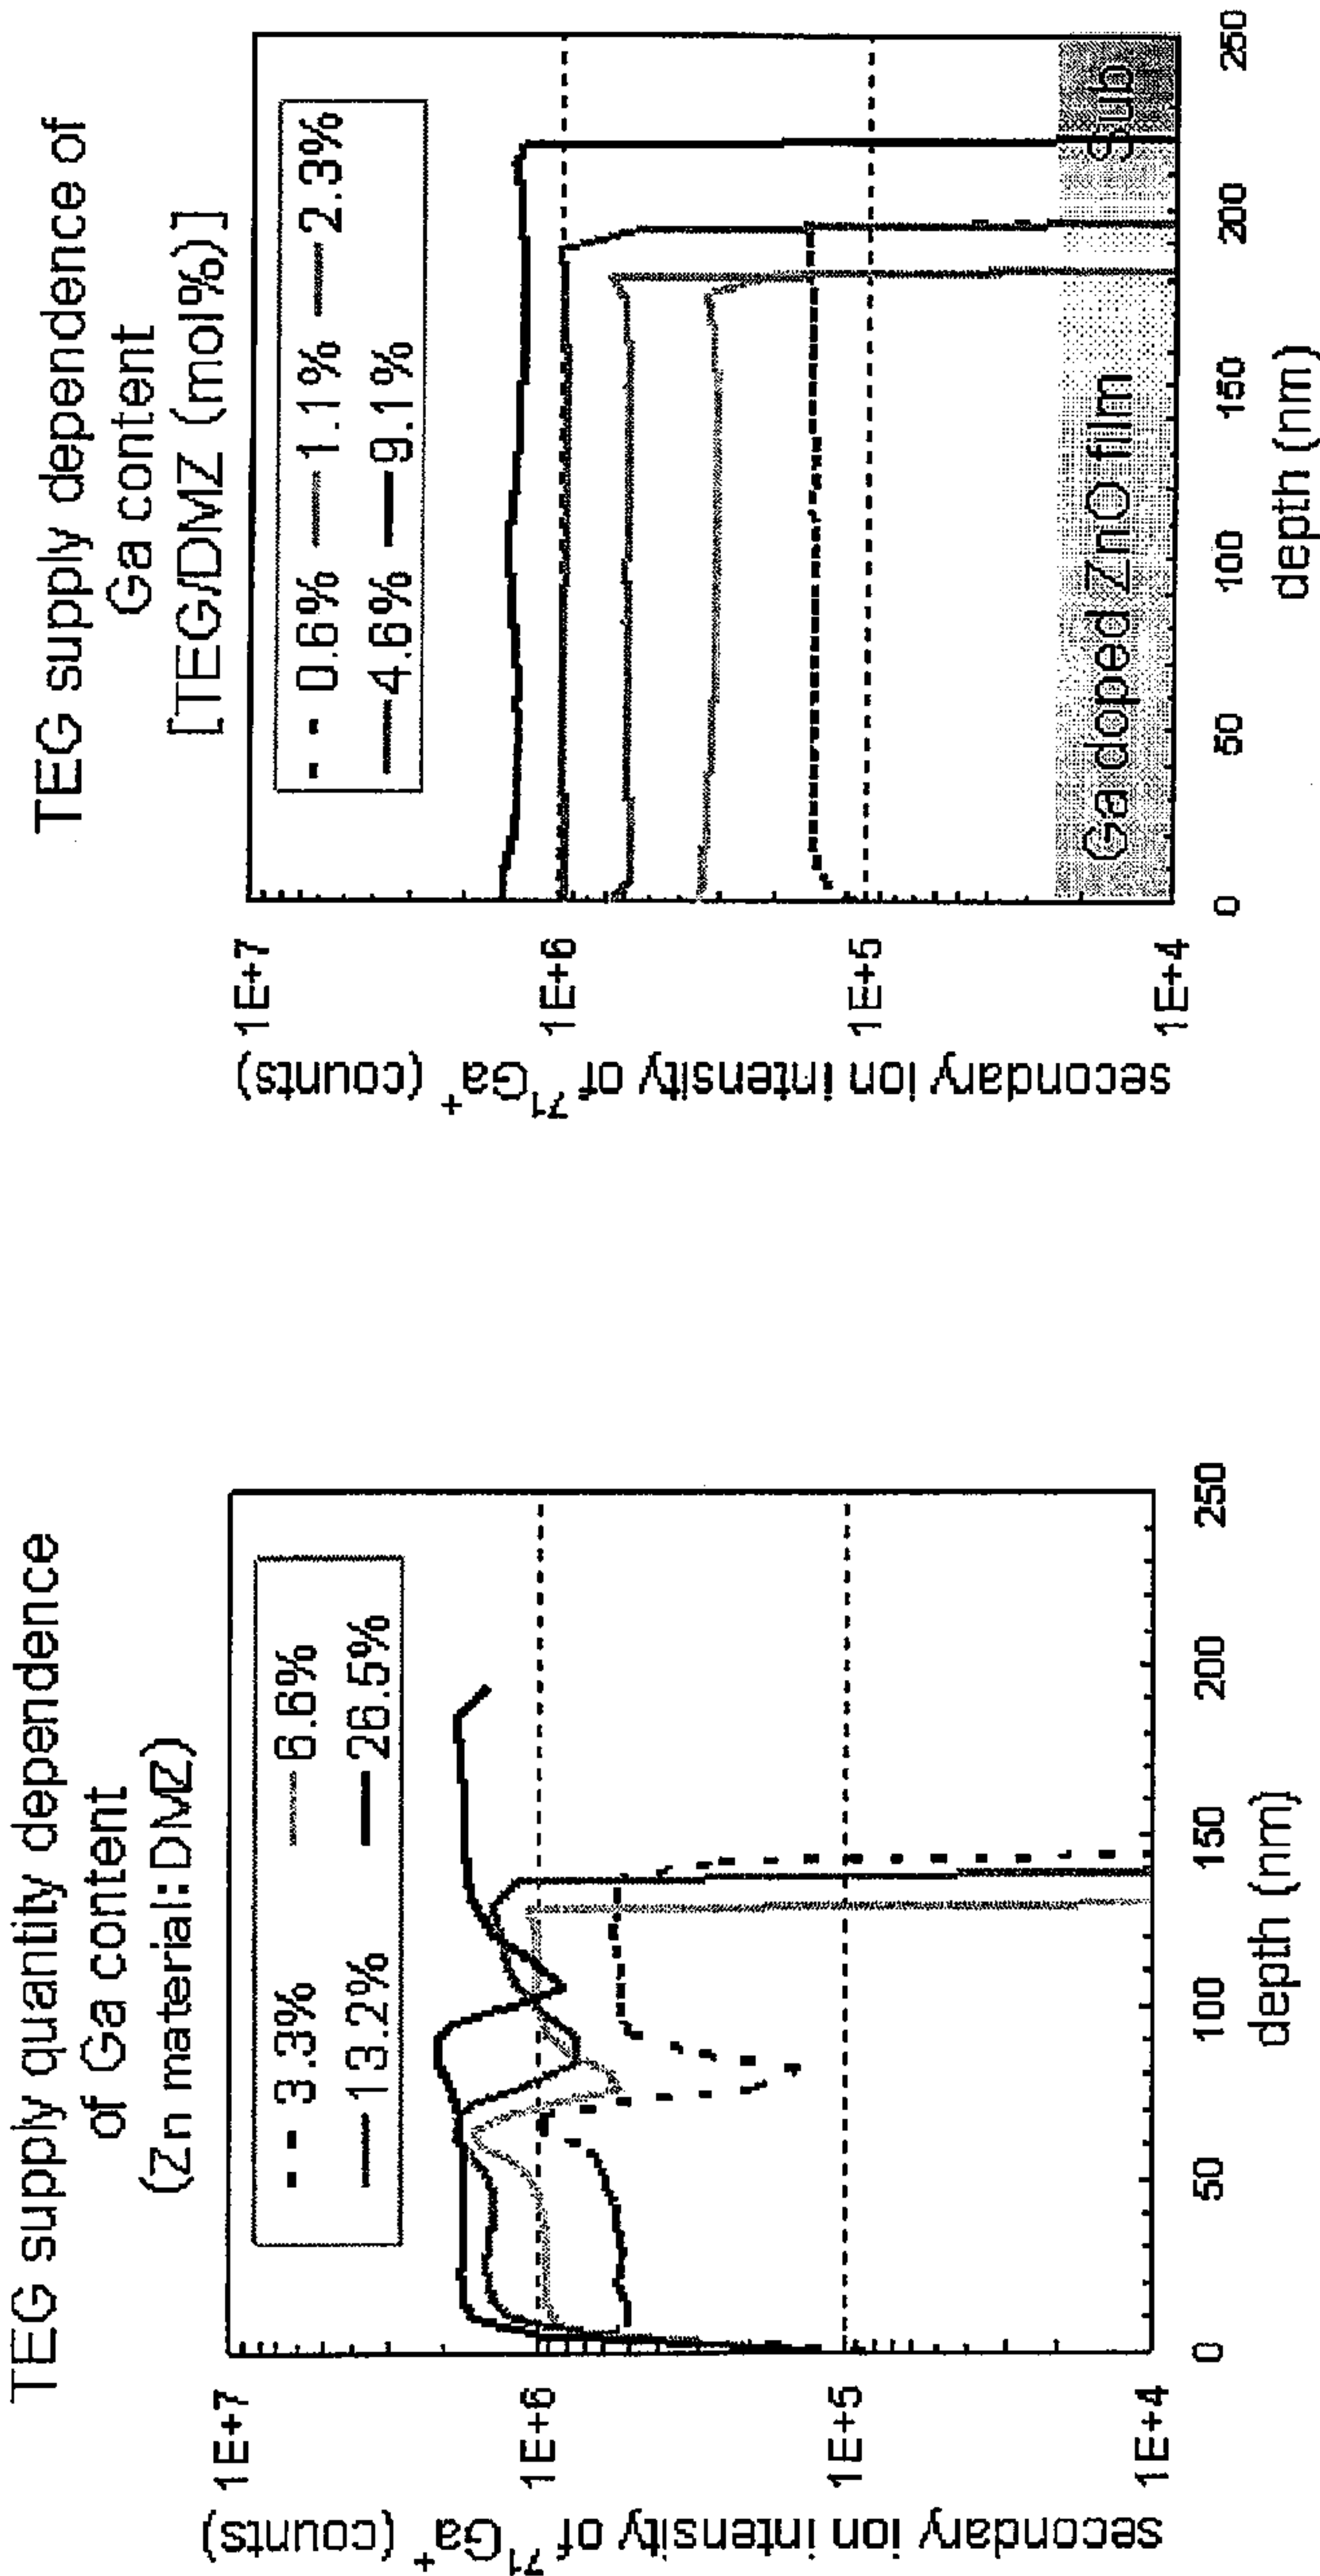 TEG supply quantity dependence
of Ga content
(Zn material:DMZ)
3.3% 6.6%
13.2% 26.5%
1E+7
1E+6
1E+5
1E+4
secondary ion intensity of ⁷¹Ga⁺ (counts)
0 50 100 150 200 250
depth (nm)
TEG supply dependence of
Ga content
[TEG/DMZ (mol%)]
0.6% 1.1% 2.3%
4.6% 9.1%
1E+7
1E+6
1E+5
1E+4
secondary ion intensity of ⁷¹Ga⁺ (counts)
Ga doped ZnO film Sub
0 50 100 150 200 250
depth (nm)